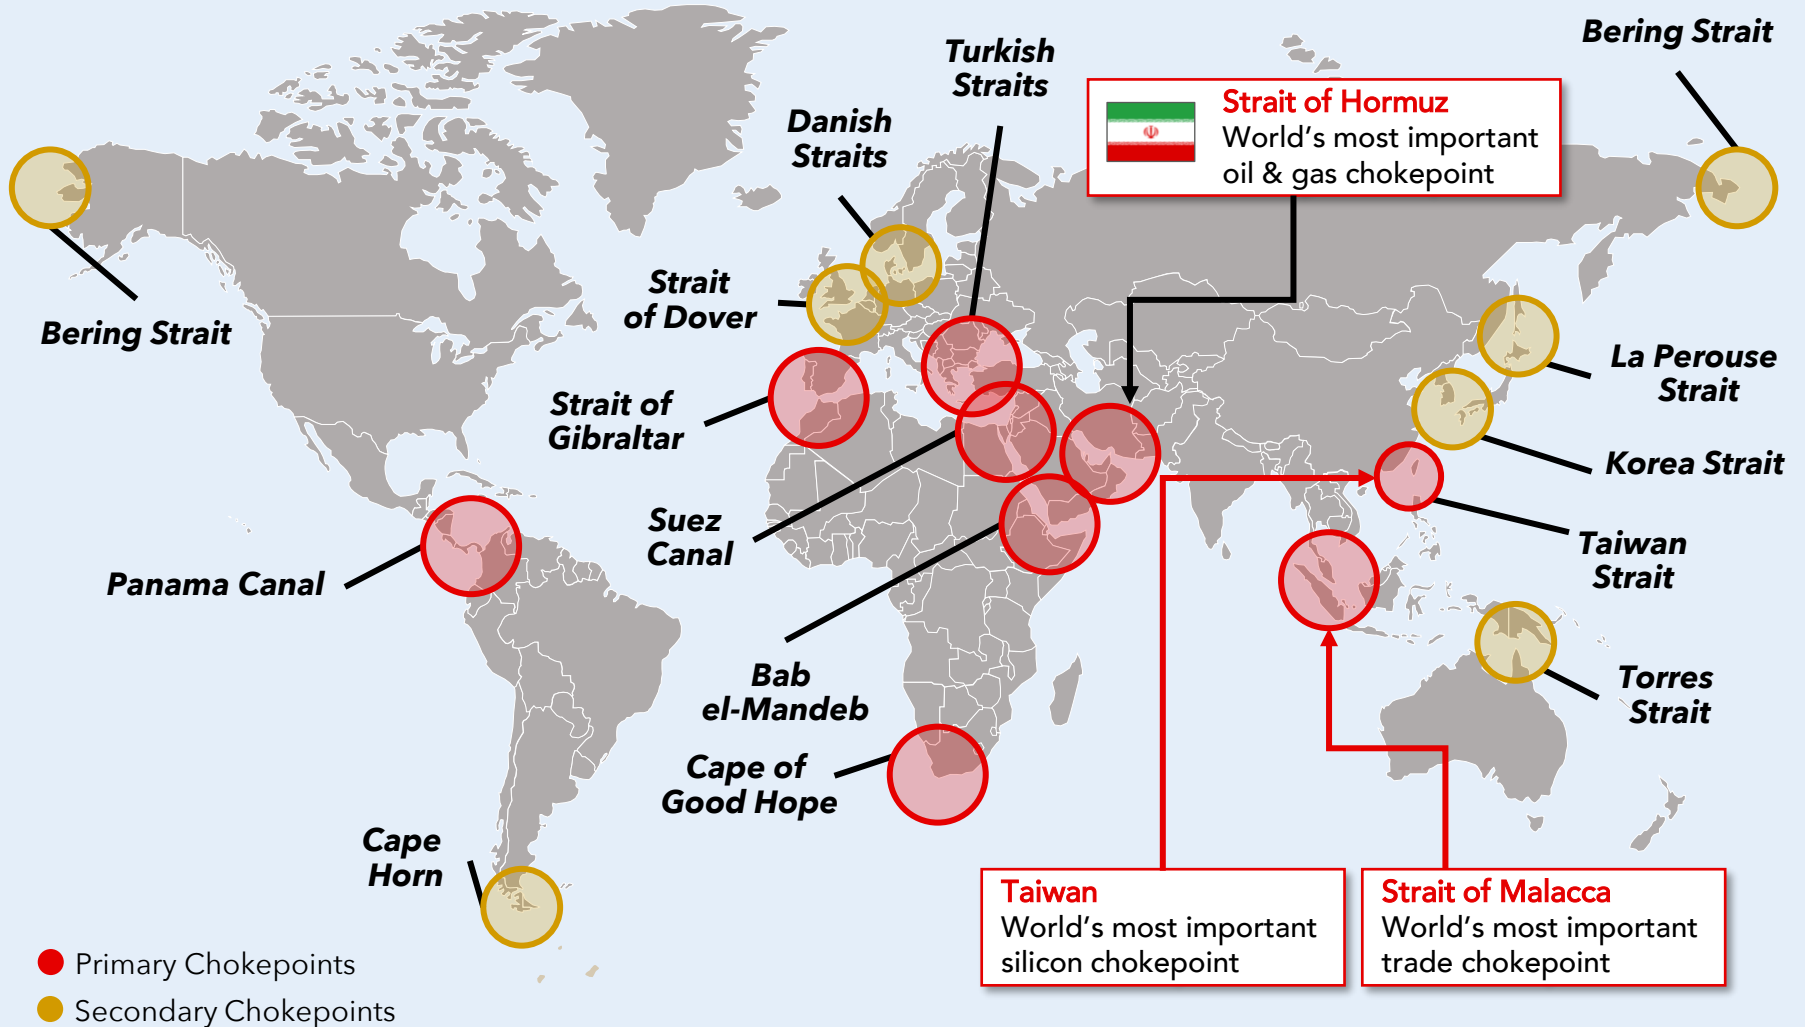 Bering Strait
Turkish
Straits
Strait of Hormuz
World's most important
oil & gas chokepoint
Danish
Straits
Strait
of Dover
Bering Strait
La Perouse
Strait
Strait of
Gibraltar
Korea Strait
Suez
Canal
Taiwan
Strait
Panama Canal
Bab
el-Mandeb
Torres
Strait
Cape of
Good Hope
Cape
Horn
Taiwan
World's most important
silicon chokepoint
Strait of Malacca
World's most important
trade chokepoint
Primary Chokepoints
Secondary Chokepoints